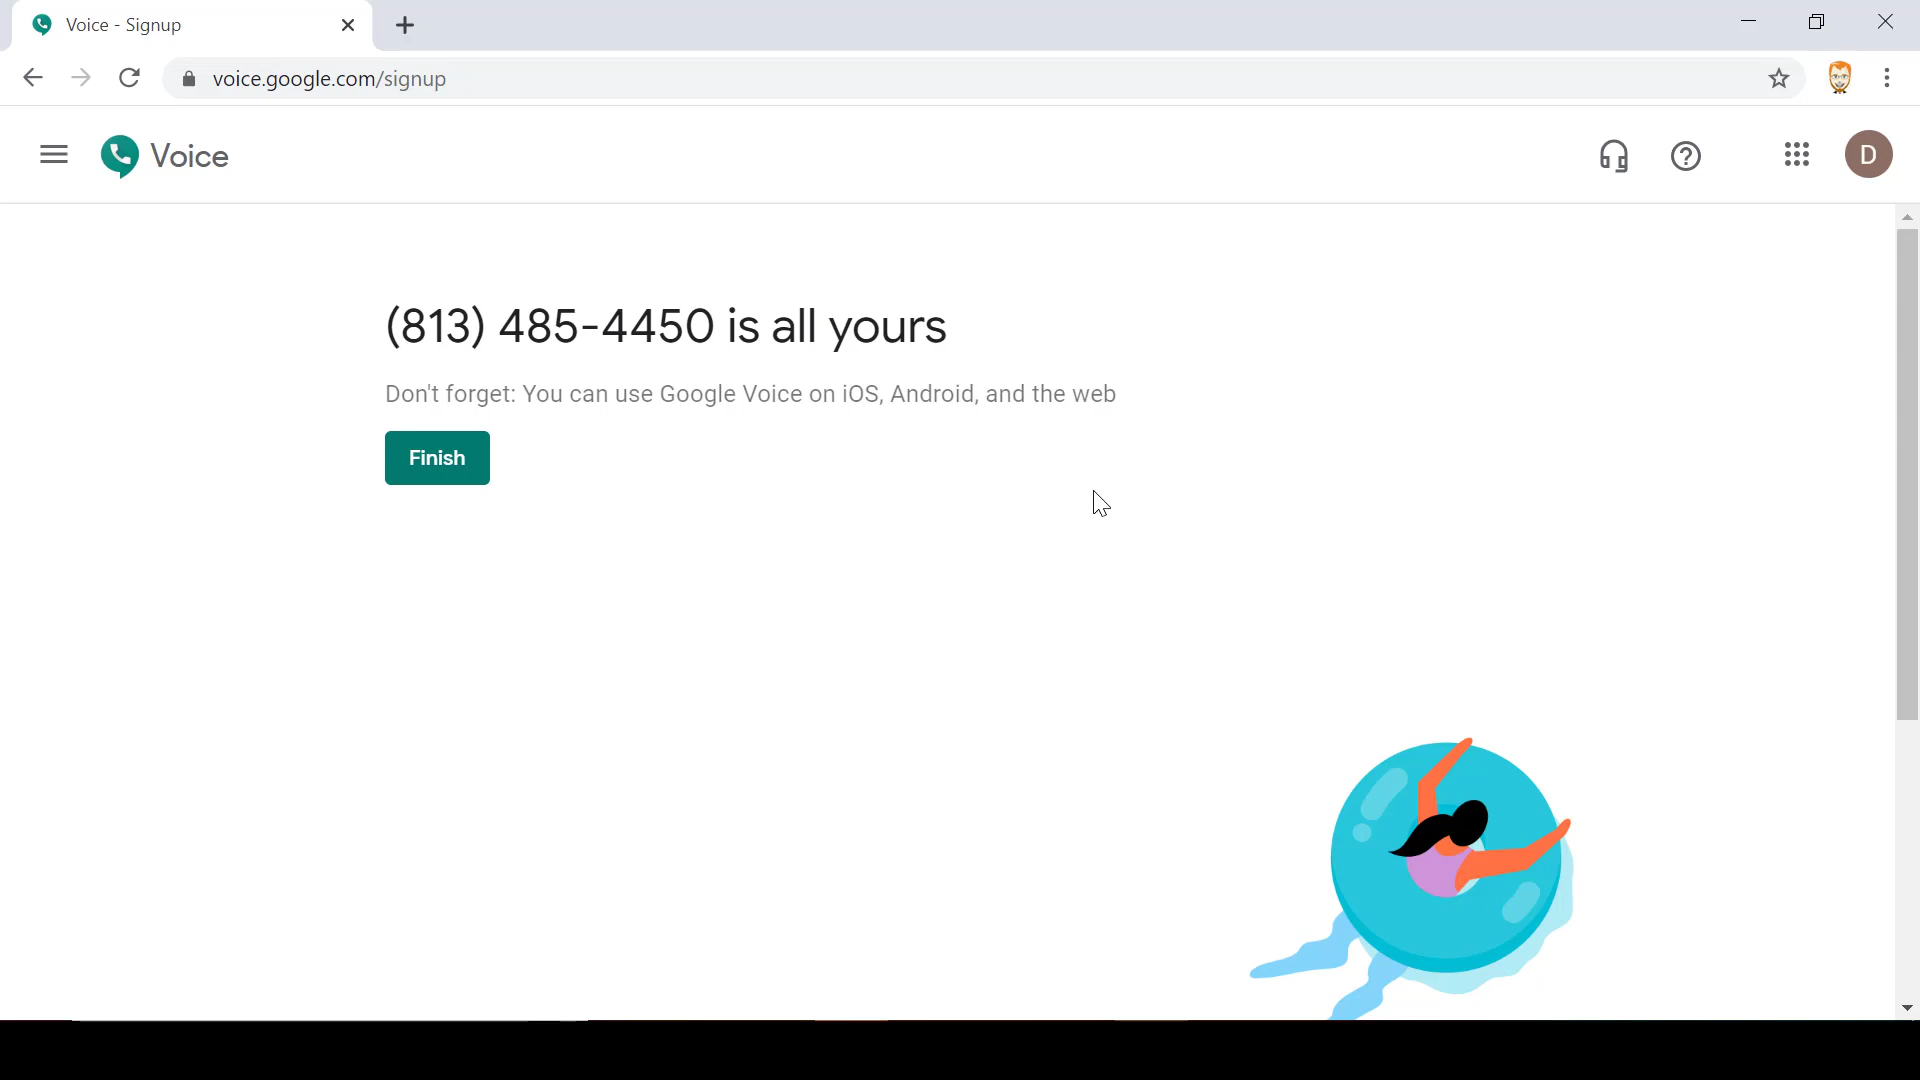 Voice - Signup
voice.google.com/signup
Voice
D
(813) 485-4450 is all yours
Don't forget: You can use Google Voice on iOS, Android, and the web
Finish